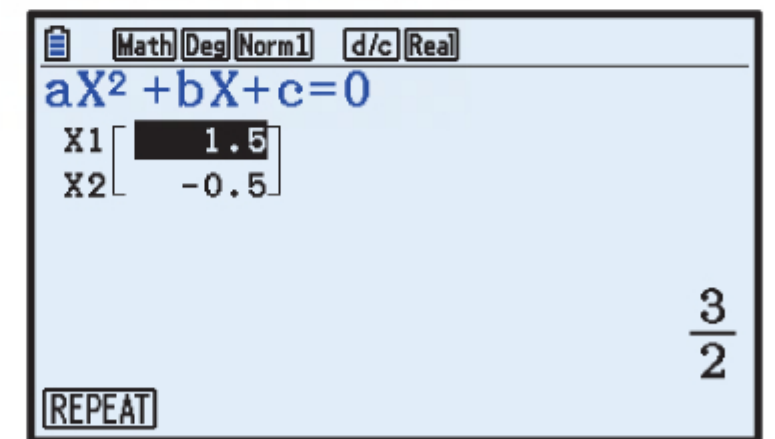 Math Deg Norm1 d/c Real
aX² +bX+c=0
X1 1.5
X2 -0.5
3
2
REPEAT